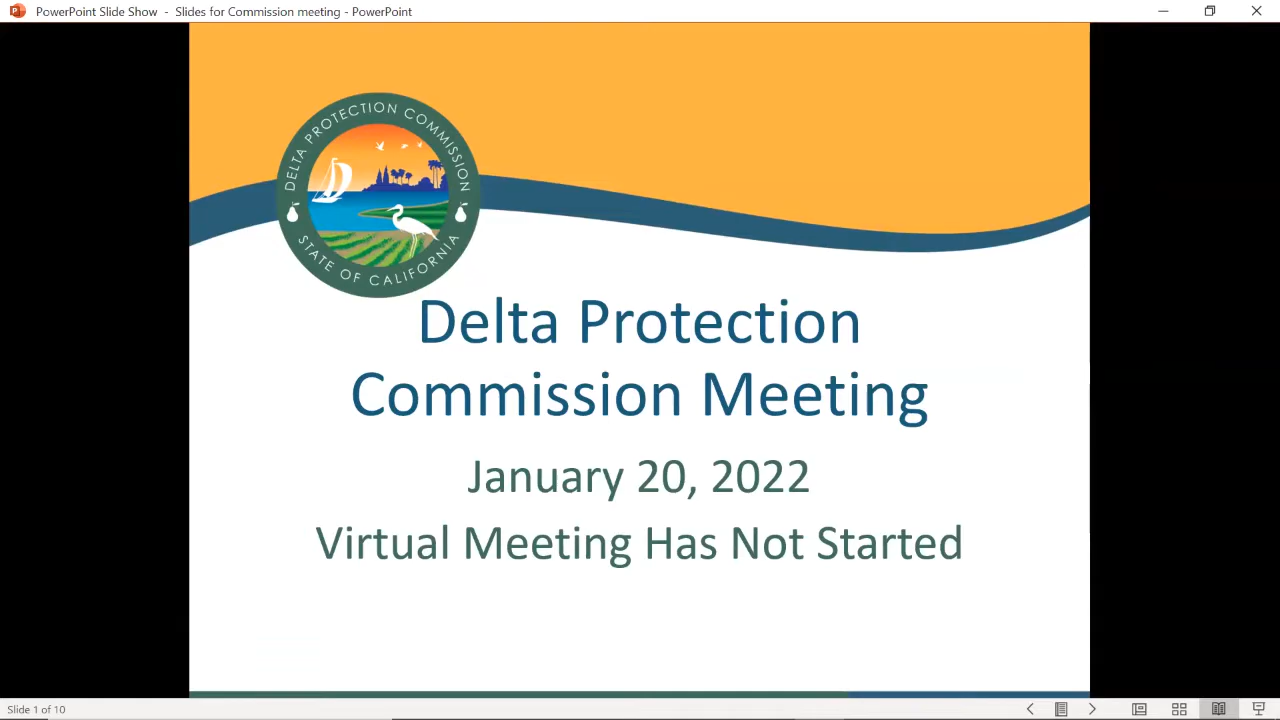 PowerPoint Slide Show - Slides for Commission meeting - PowerPoint
DELTA PROTECTION COMMISSION
STATE OF CALIFORNIA
Delta Protection
Commission Meeting
January 20, 2022
Virtual Meeting Has Not Started
Slide 1 of 10